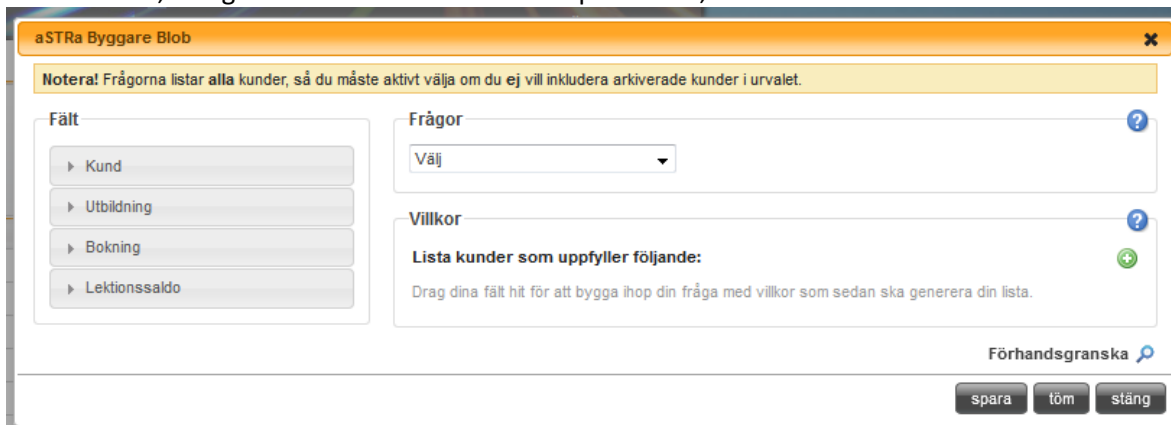 aSTRa Byggare Blob
Notera! Frågorna listar alla kunder, så du måste aktivt välja om du ej vill inkludera arkiverade kunder i urvalet.
Fält
Kund
Utbildning
Bokning
Lektionssaldo
Frågor
Välj
Villkor
Lista kunder som uppfyller följande:
Drag dina fält hit för att bygga ihop din fråga med villkor som sedan ska generera din lista.
Förhandsgranska
spara töm stäng